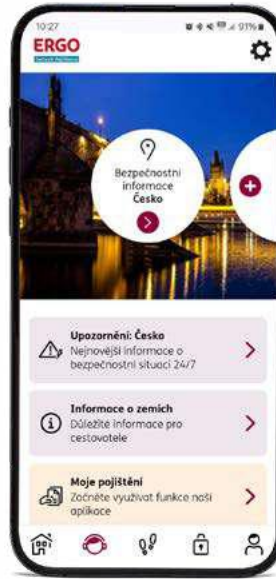 10:27
91%
ERGO
Bezpečnostní
informace
Česko
Upozornění: Česko
Nejnovější informace o
bezpečnostní situaci 24/7
Informace o zemích
Důležité informace pro
cestovatele
Moje pojištění
Začněte využívat funkce naší
aplikace